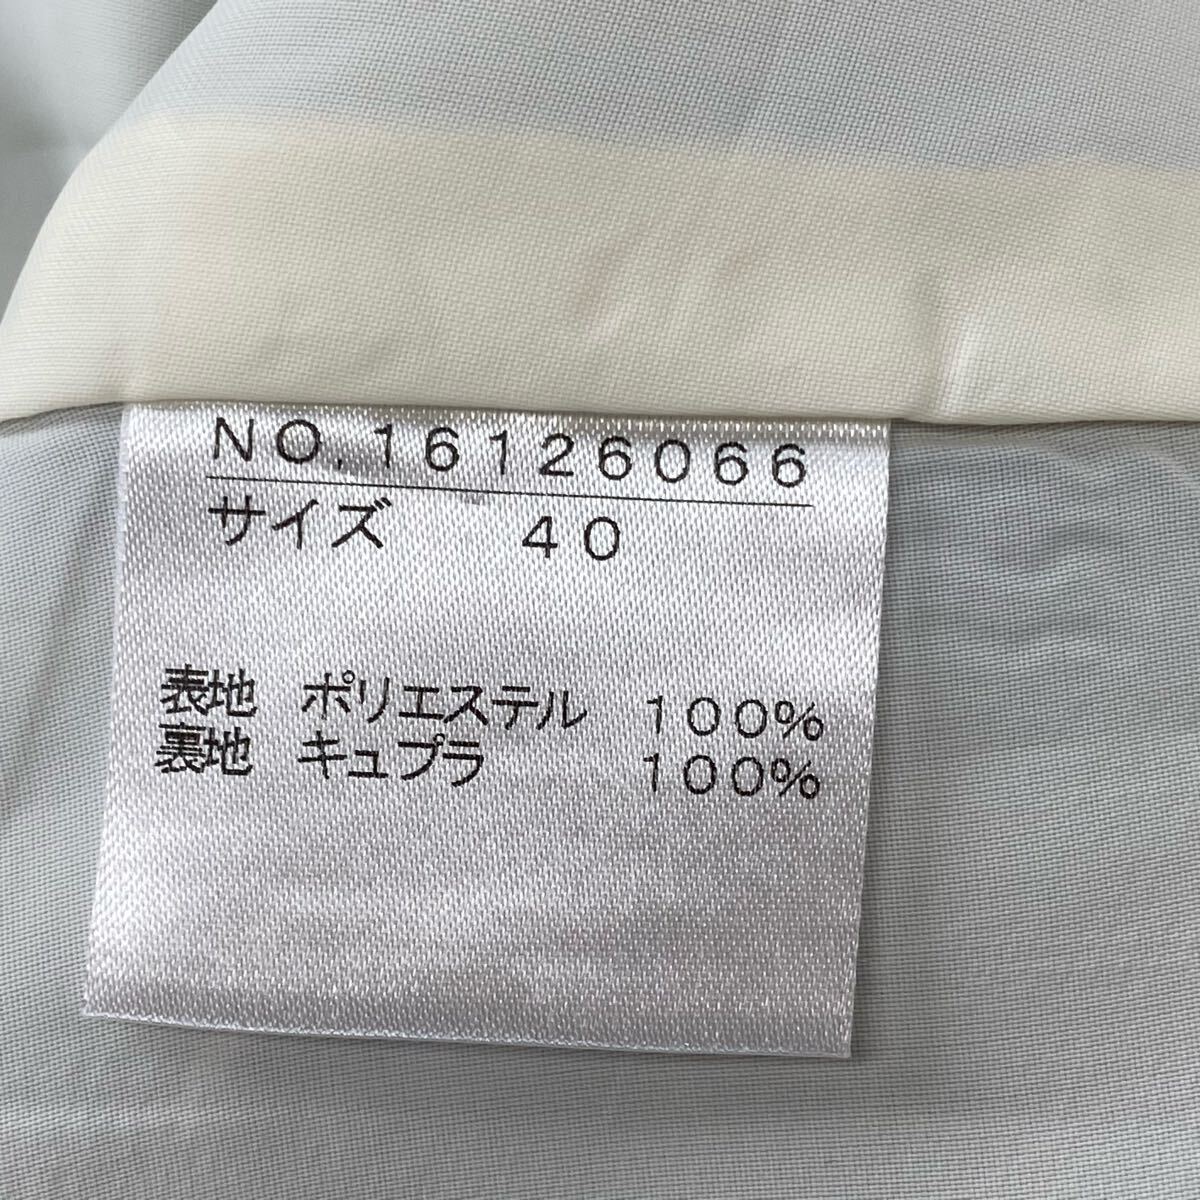 NO.16126066
サイズ 40
表地 ポリエステル 100%
裏地 キュプラ 100%